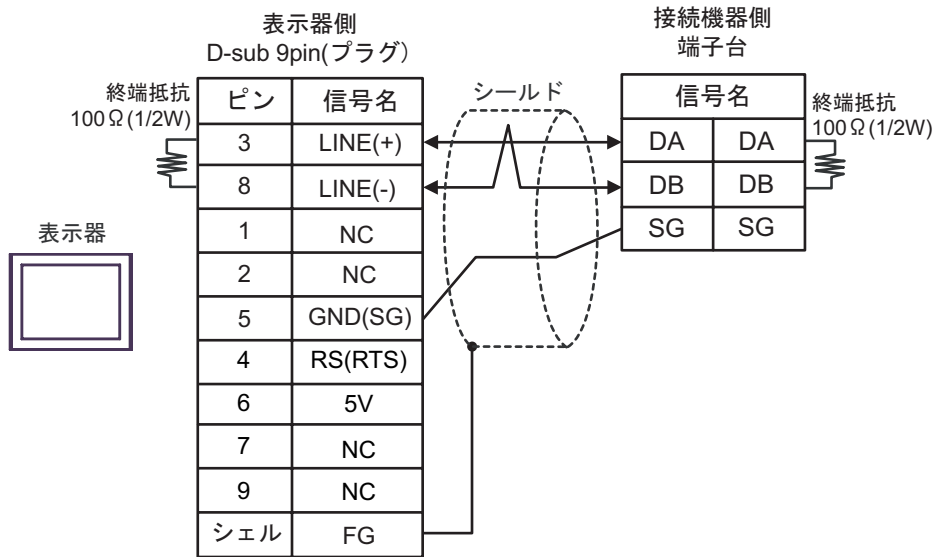 表示器側
D-sub 9pin(プラグ)
接続機器側
端子台
終端抵抗
100Ω(1/2W)
ピン 信号名
シールド
信号名
終端抵抗
100Ω(1/2W)
3 LINE(+)
DA DA
8 LINE(-)
DB DB
表示器
1 NC
SG SG
2 NC
5 GND(SG)
4 RS(RTS)
6 5V
7 NC
9 NC
シェル FG